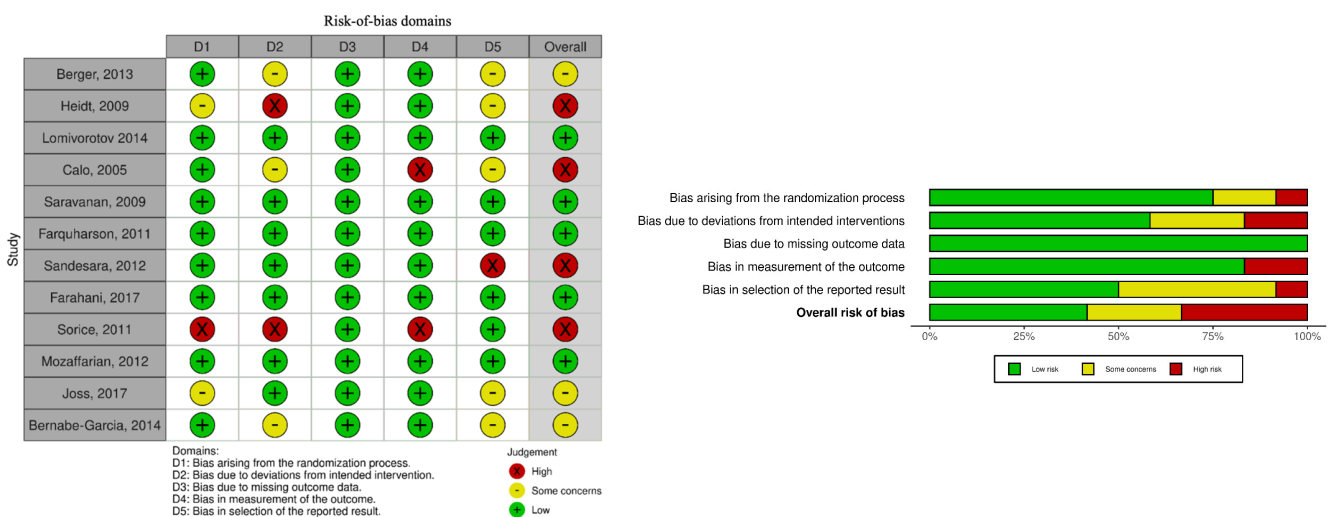 Risk-of-bias domains
D1 D2 D3 D4 D5 Overall
Study
Berger, 2013 + - + + - -
Heidt, 2009 - X + + - X
Lomivorotov 2014 + + + + + +
Calo, 2005 + - + X - X
Saravanan, 2009 + + + + + +
Farquharson, 2011 + + + + + +
Sandesara, 2012 + + + + X X
Farahani, 2017 + + + + + +
Sorice, 2011 X X + X + X
Mozaffarian, 2012 + + + + + +
Joss, 2017 - + + + - -
Bernabe-Garcia, 2014 + - + + - -
Domains:
D1: Bias arising from the randomization process.
D2: Bias due to deviations from intended intervention.
D3: Bias due to missing outcome data.
D4: Bias in measurement of the outcome.
D5: Bias in selection of the reported result.
Judgement
X High
- Some concerns
+ Low
Bias arising from the randomization process
Bias due to deviations from intended interventions
Bias due to missing outcome data
Bias in measurement of the outcome
Bias in selection of the reported result
Overall risk of bias
0% 25% 50% 75% 100%
Low risk Some concerns High risk